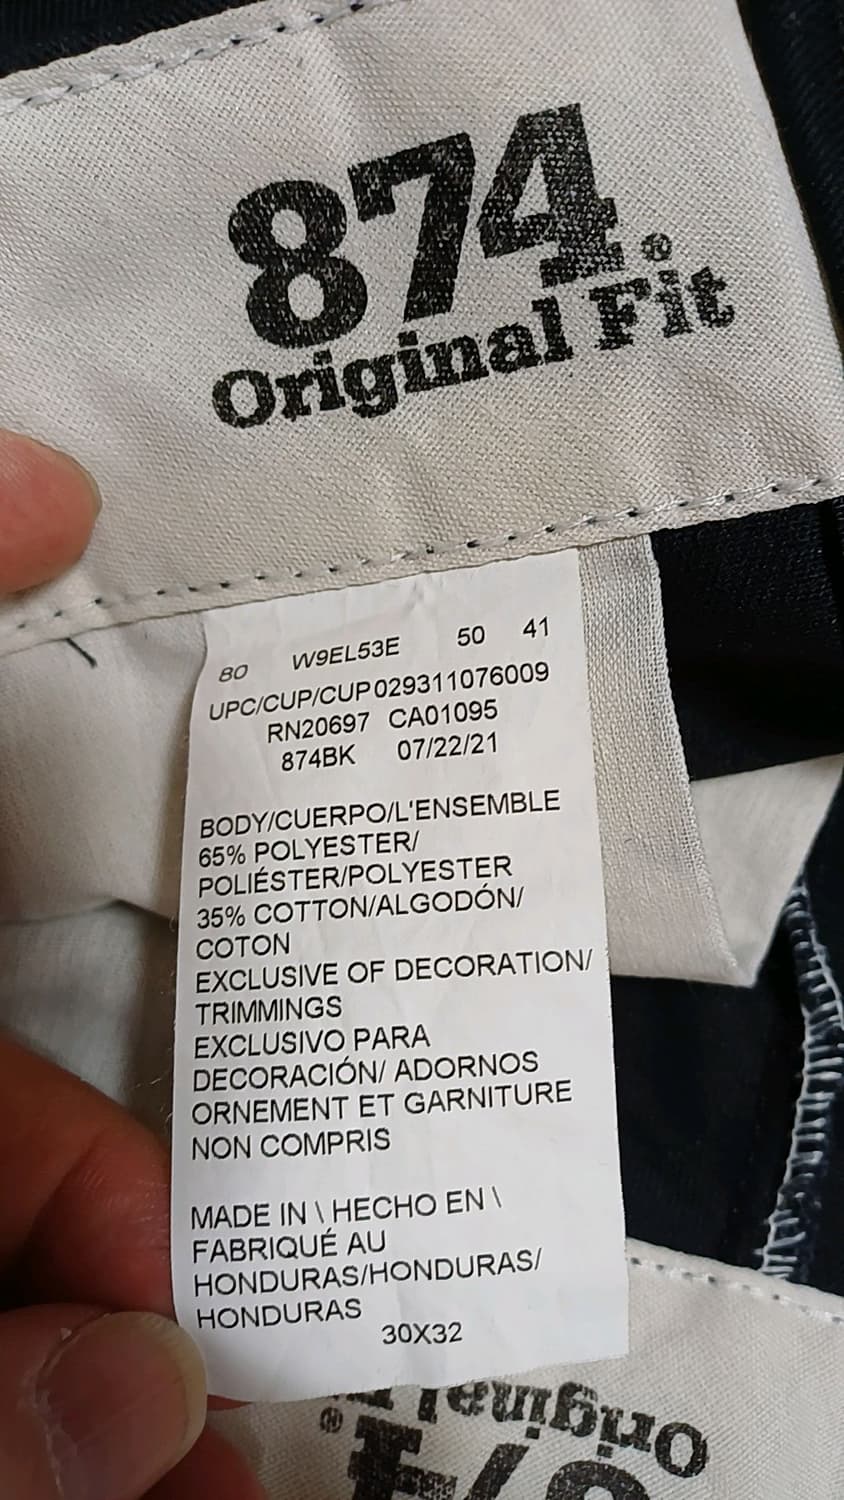 874
®
Original Fit
80 W9EL53E 50 41
UPC/CUP/CUP029311076009
RN20697 CA01095
874BK 07/22/21
BODY/CUERPO/L'ENSEMBLE
65% POLYESTER/
POLIÉSTER/POLYESTER
35% COTTON/ALGODÓN/
COTON
EXCLUSIVE OF DECORATION/
TRIMMINGS
EXCLUSIVO PARA
DECORACIÓN/ ADORNOS
ORNEMENT ET GARNITURE
NON COMPRIS
MADE IN \ HECHO EN \
FABRIQUÉ AU
HONDURAS/HONDURAS/
HONDURAS
30X32
Original
®